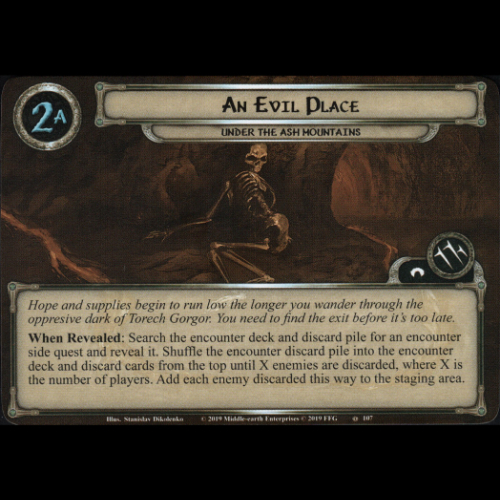 2A
An Evil Place
Under the Ash Mountains
Hope and supplies begin to run low the longer you wander through the
oppresive dark of Torech Gorgor. You need to find the exit before it's too late.
When Revealed: Search the encounter deck and discard pile for an encounter
side quest and reveal it. Shuffle the encounter discard pile into the encounter
deck and discard cards from the top until X enemies are discarded, where X is
the number of players. Add each enemy discarded this way to the staging area.
Illus. Stanislav Dikolenko © 2019 Middle-earth Enterprises © 2019 FFG 107